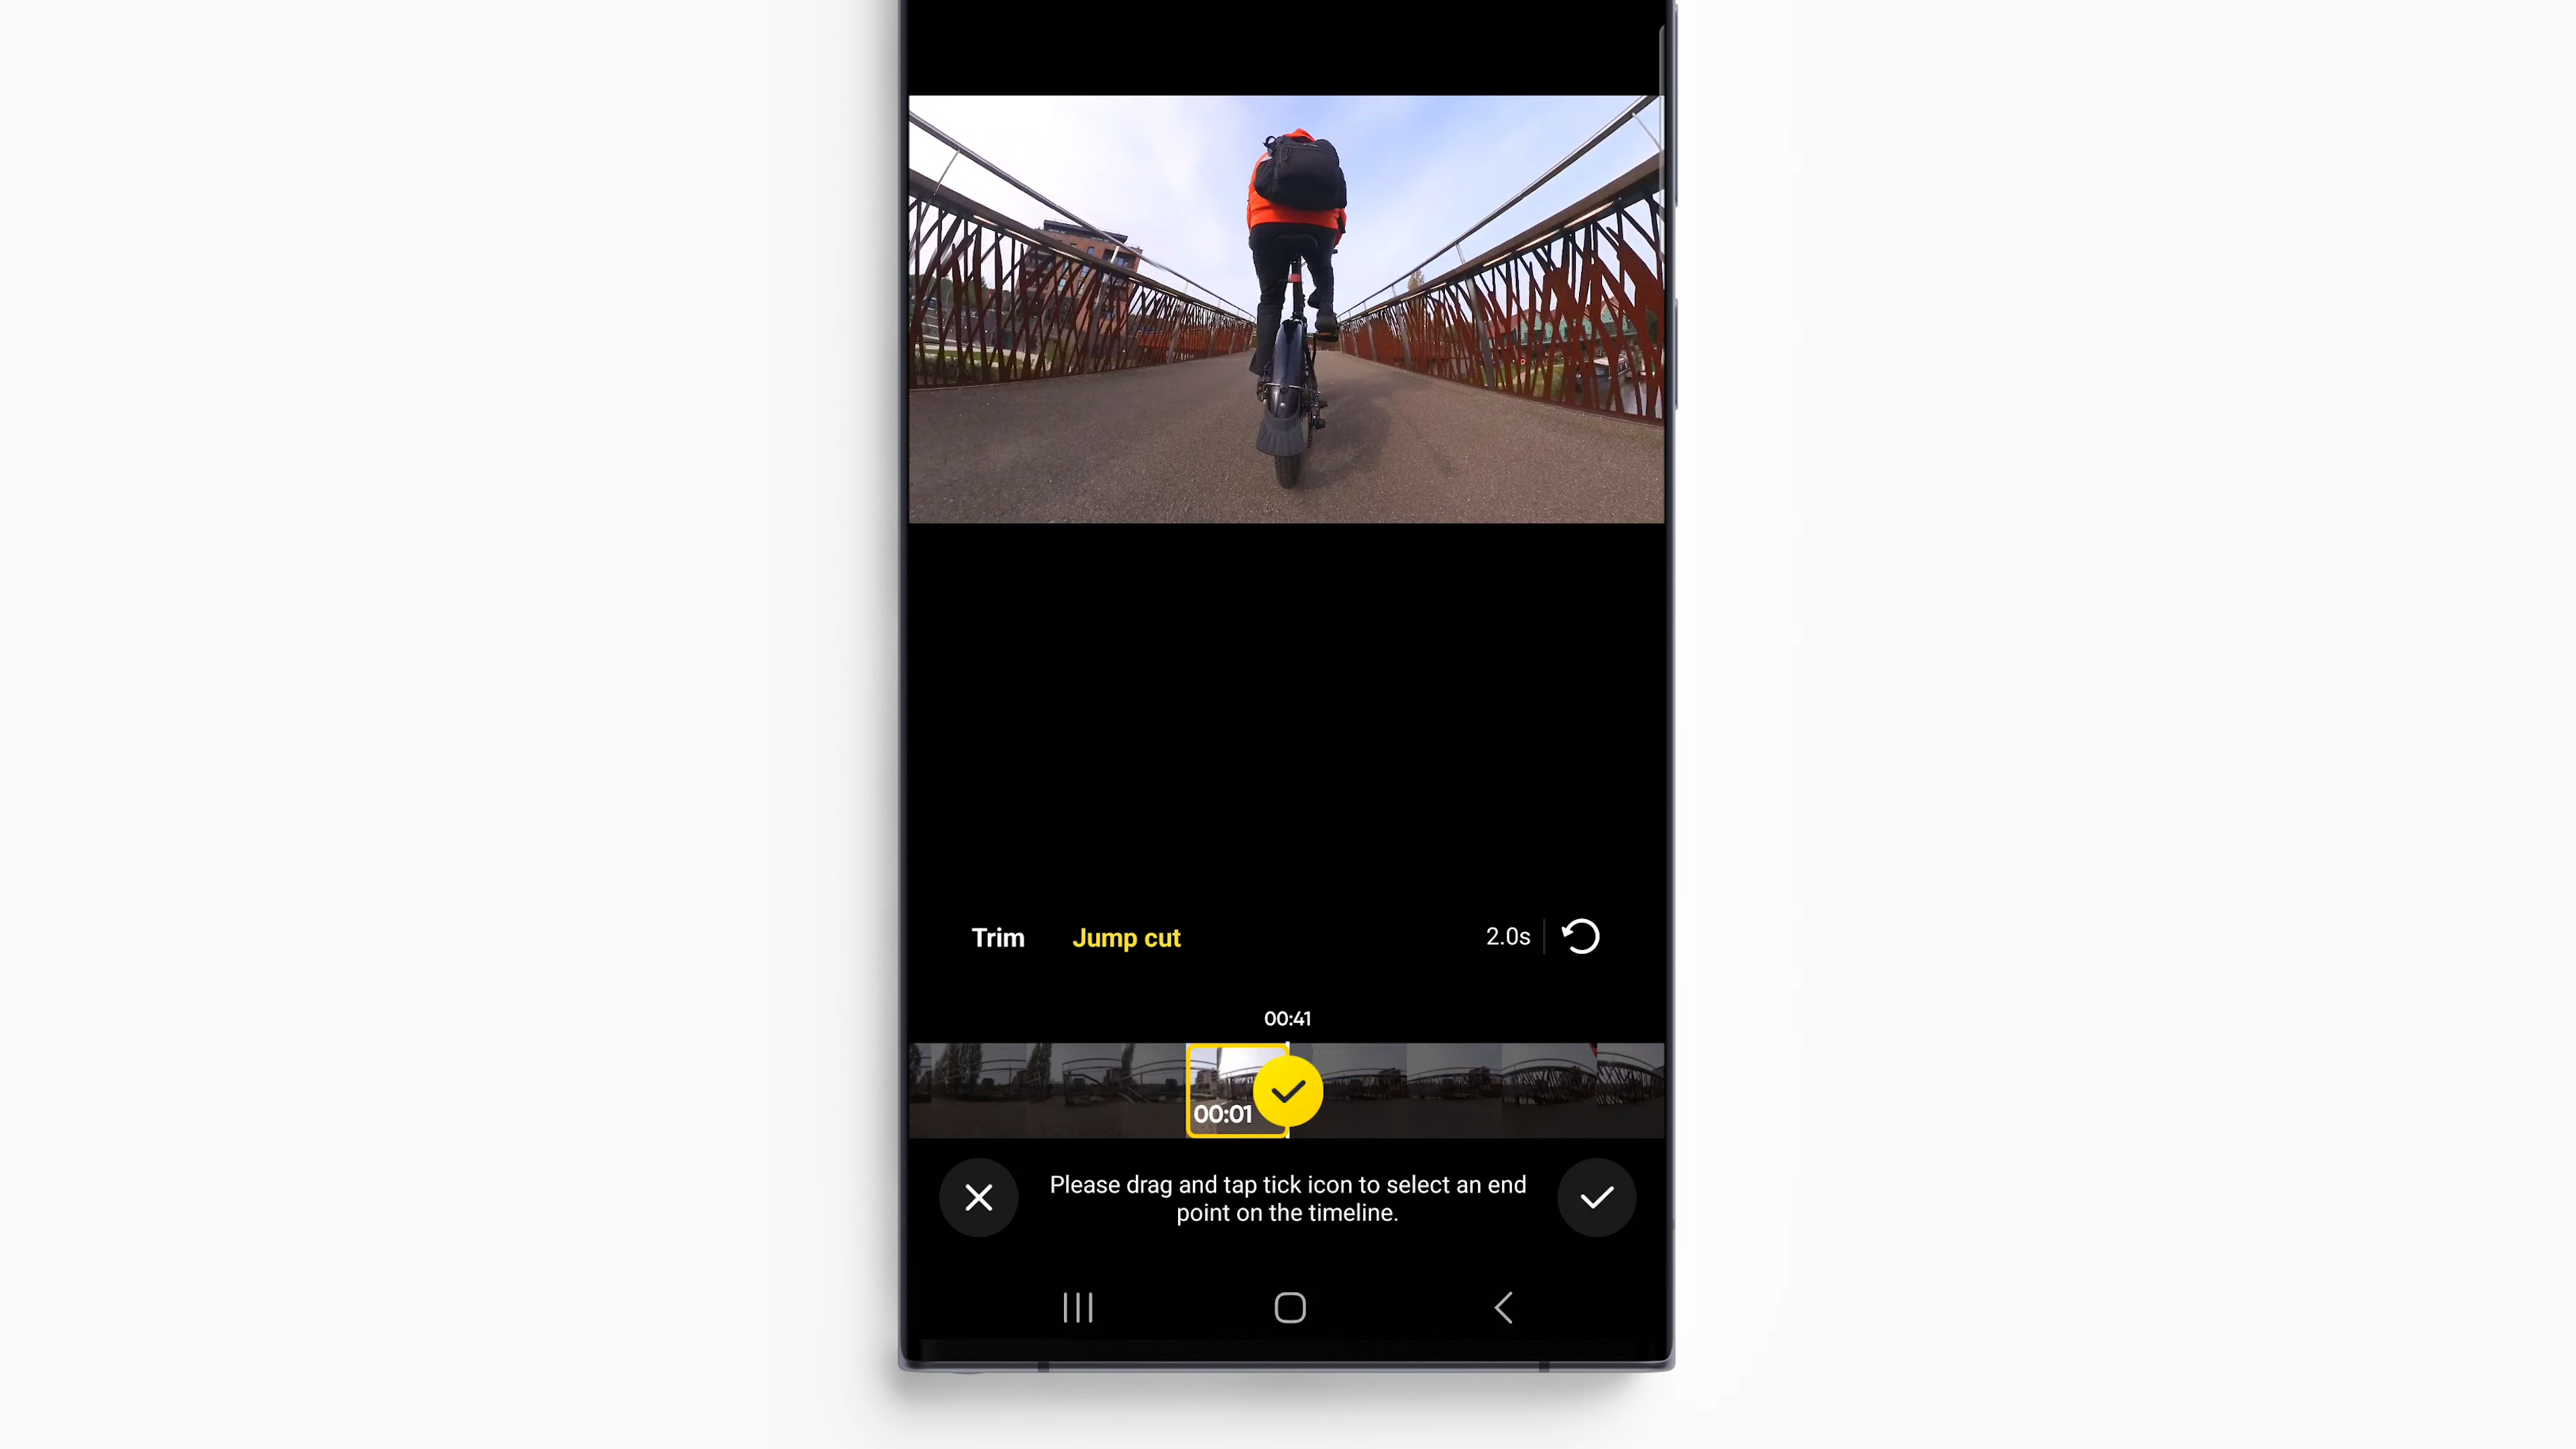 Trim
Jump cut
2.0s
00:41
00:01
Please drag and tap tick icon to select an end
point on the timeline.